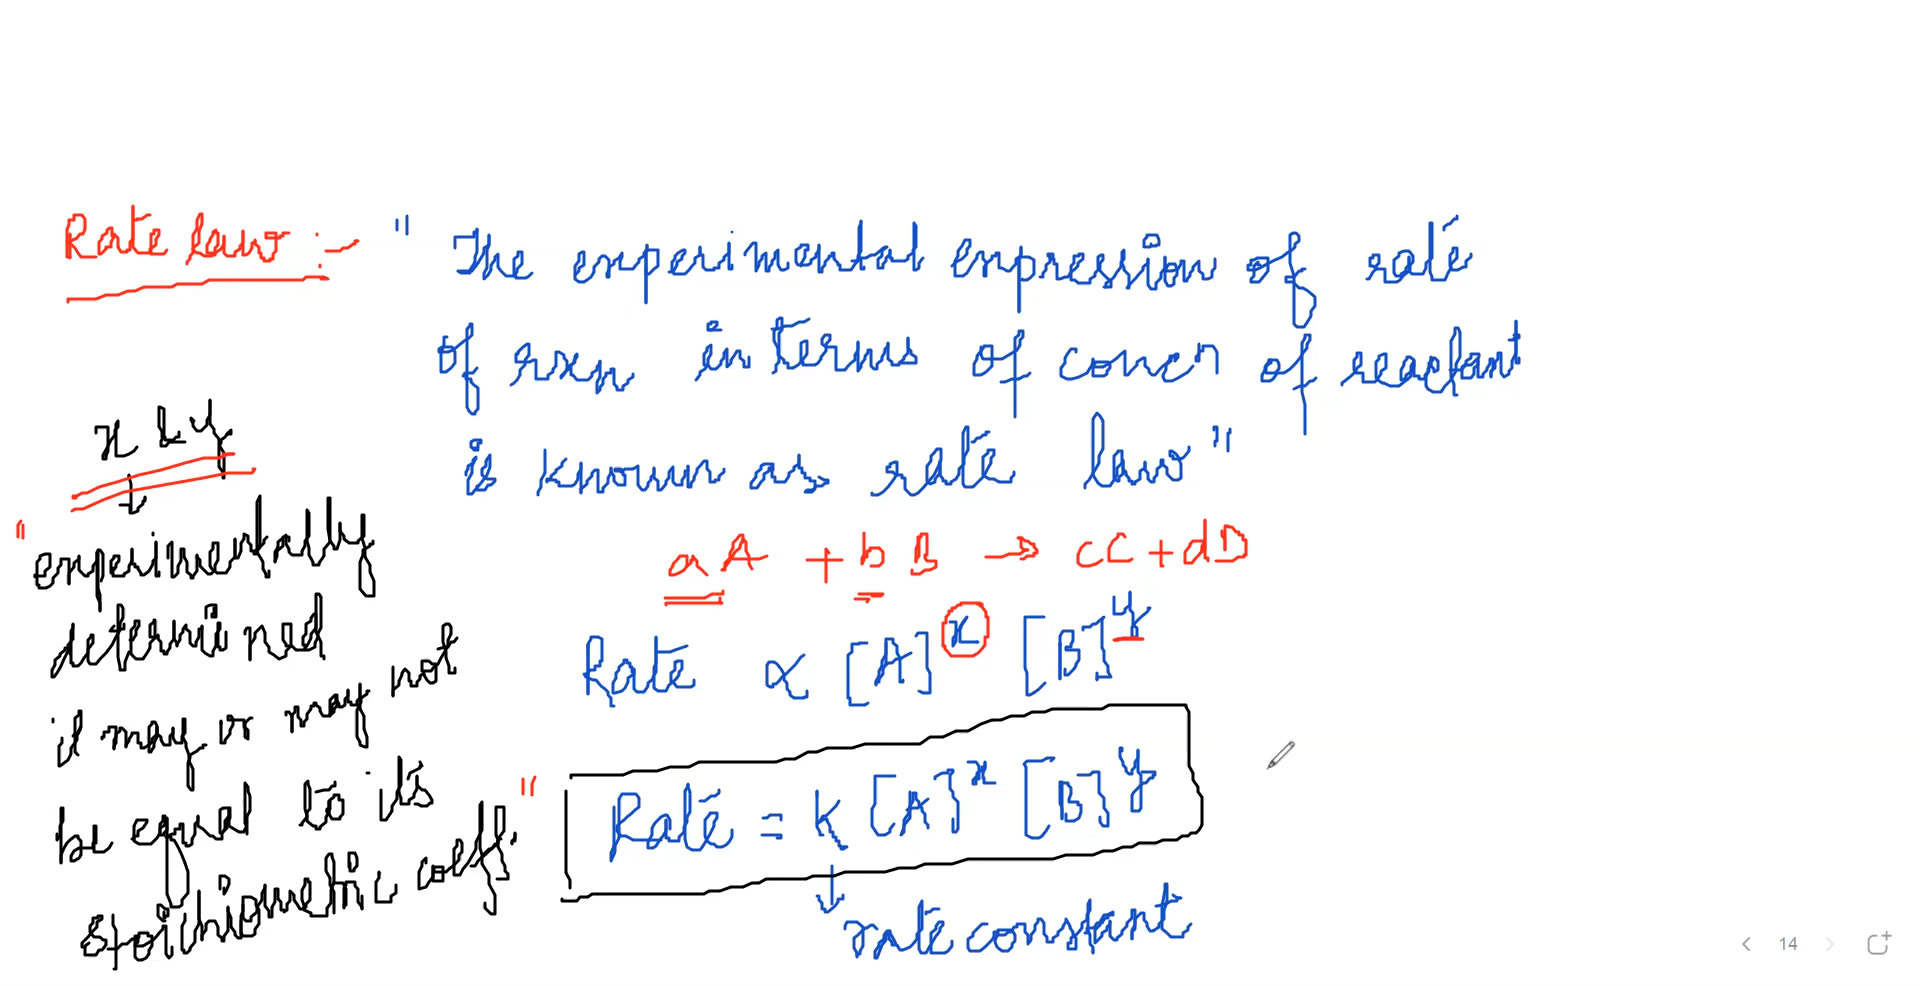 Rate law :- " The experimental expression of rate
of rxn in terms of concn of reactant
is known as rate law "
aA + bB → cC + dD
Rate ∝ [A]^x [B]^y
Rate = K [A]^x [B]^y
↓
rate constant
x & y
↓
" experimentally
determined
it may or may not
be equal to its
stoichiometric coeff. "
14